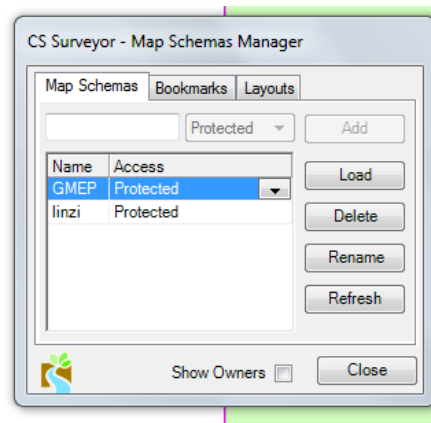 CS Surveyor - Map Schemas Manager
Map Schemas Bookmarks Layouts
Protected Add
Name Access
GMEP Protected
linzi Protected
Load
Delete
Rename
Refresh
Show Owners Close